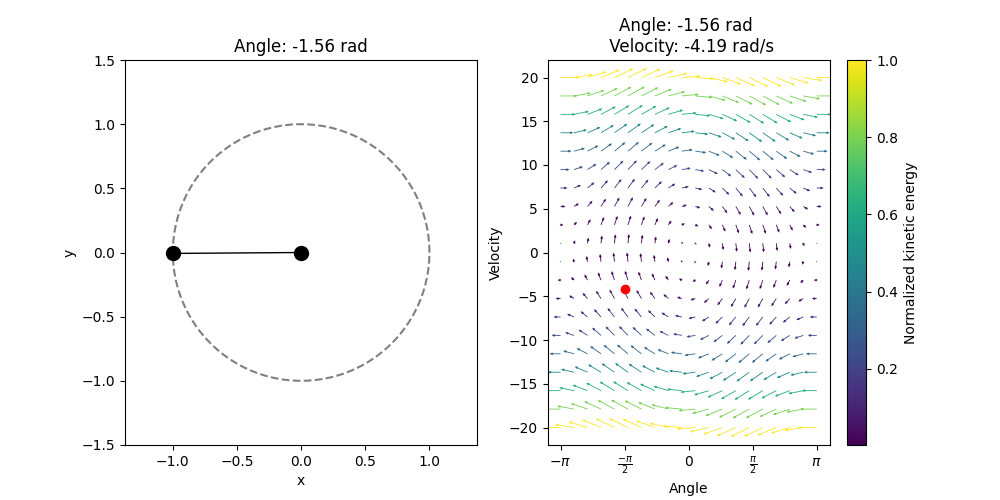 Angle: -1.56 rad
1.5
1.0
0.5
0.0
−0.5
−1.0
−1.5
−1.0
−0.5
0.0
0.5
1.0
x
y
Angle: -1.56 rad
Velocity: -4.19 rad/s
20
15
10
5
0
−5
−10
−15
−20
−π
−π/2
0
π/2
π
Angle
Velocity
1.0
0.8
0.6
0.4
0.2
Normalized kinetic energy